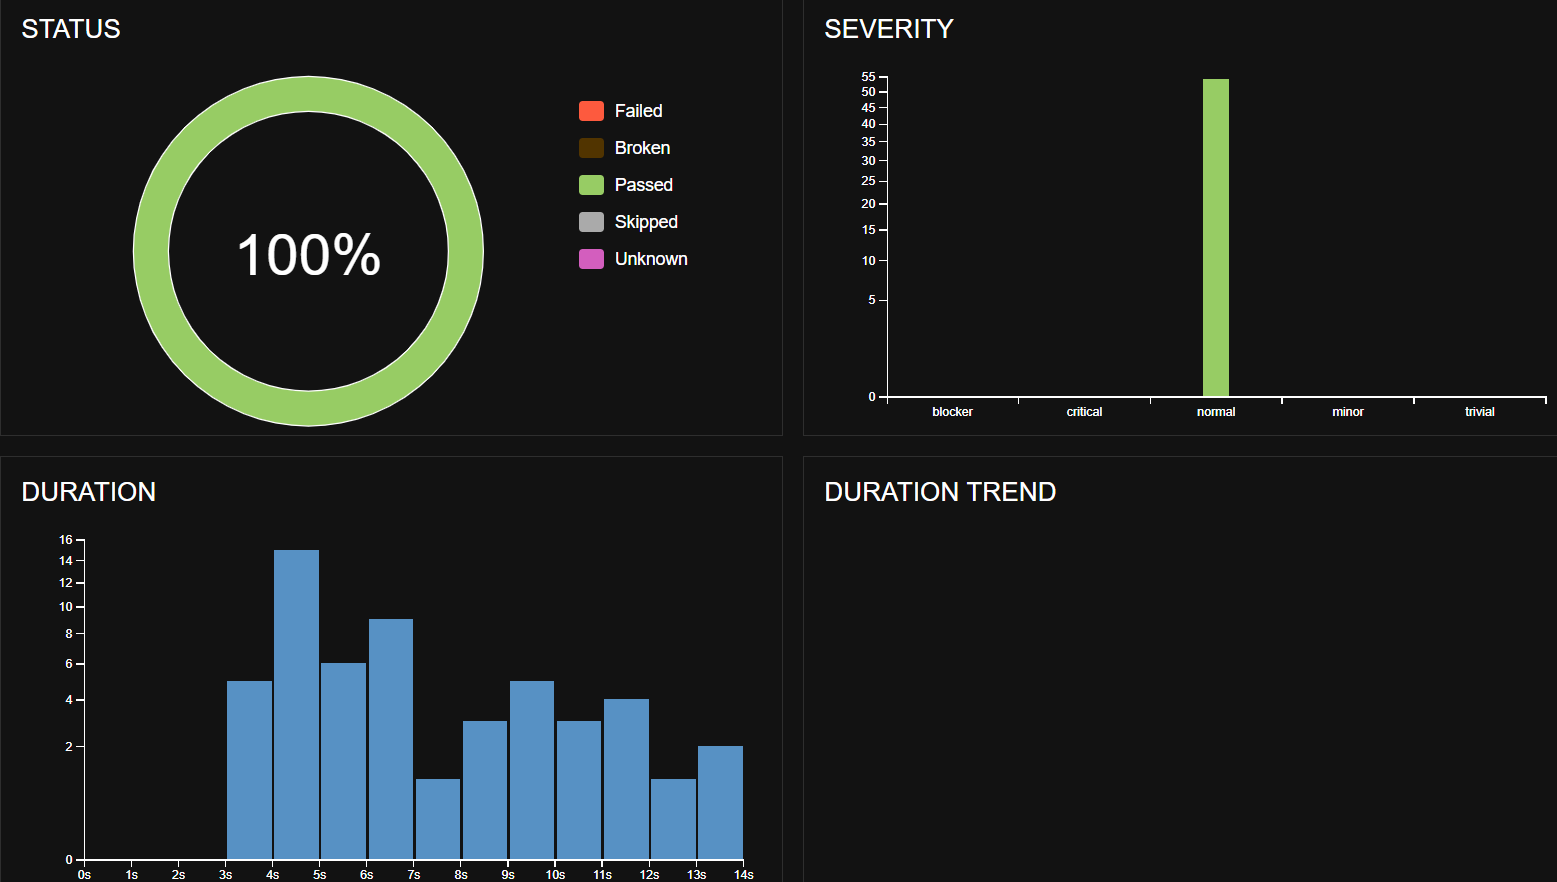 STATUS
100%
Failed
Broken
Passed
Skipped
Unknown
SEVERITY
55
50
45
40
35
30
25
20
15
10
5
0
blocker critical normal minor trivial
DURATION
16
14
12
10
8
6
4
2
0
0s 1s 2s 3s 4s 5s 6s 7s 8s 9s 10s 11s 12s 13s 14s
DURATION TREND